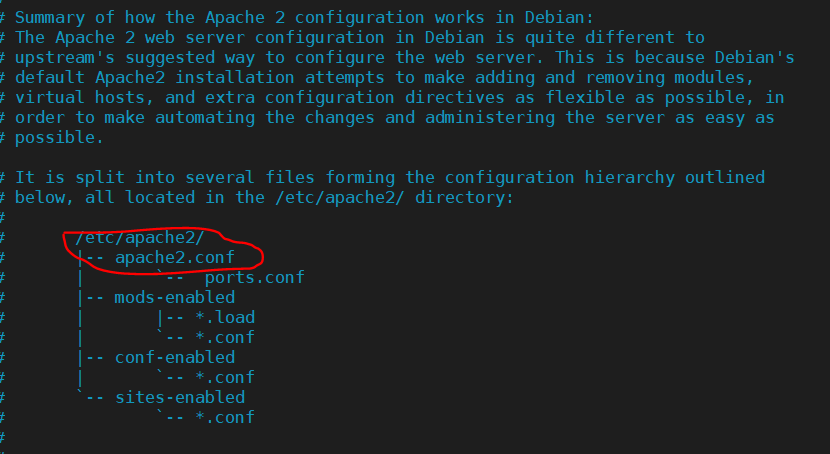 # Summary of how the Apache 2 configuration works in Debian:
# The Apache 2 web server configuration in Debian is quite different to
# upstream's suggested way to configure the web server. This is because Debian's
# default Apache2 installation attempts to make adding and removing modules,
# virtual hosts, and extra configuration directives as flexible as possible, in
# order to make automating the changes and administering the server as easy as
# possible.
# It is split into several files forming the configuration hierarchy outlined
# below, all located in the /etc/apache2/ directory:
#
#       /etc/apache2/
#       |-- apache2.conf
#       |       `--  ports.conf
#       |-- mods-enabled
#       |       |-- *.load
#       |       `-- *.conf
#       |-- conf-enabled
#       |       `-- *.conf
#       `-- sites-enabled
#               `-- *.conf
#